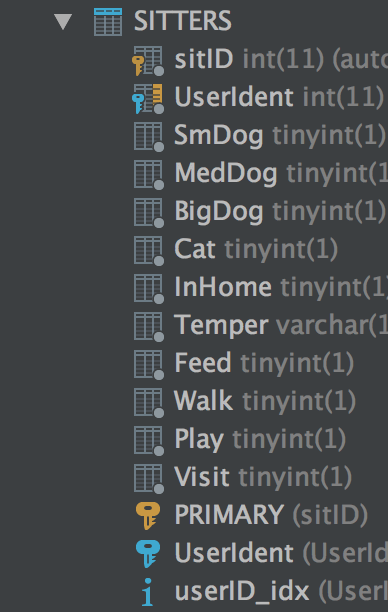 SITTERS
sitID int(11) (auto
UserIdent int(11)
SmDog tinyint(1)
MedDog tinyint(1
BigDog tinyint(1)
Cat tinyint(1)
InHome tinyint(1)
Temper varchar(1
Feed tinyint(1)
Walk tinyint(1)
Play tinyint(1)
Visit tinyint(1)
PRIMARY (sitID)
UserIdent (UserId
userID_idx (UserI